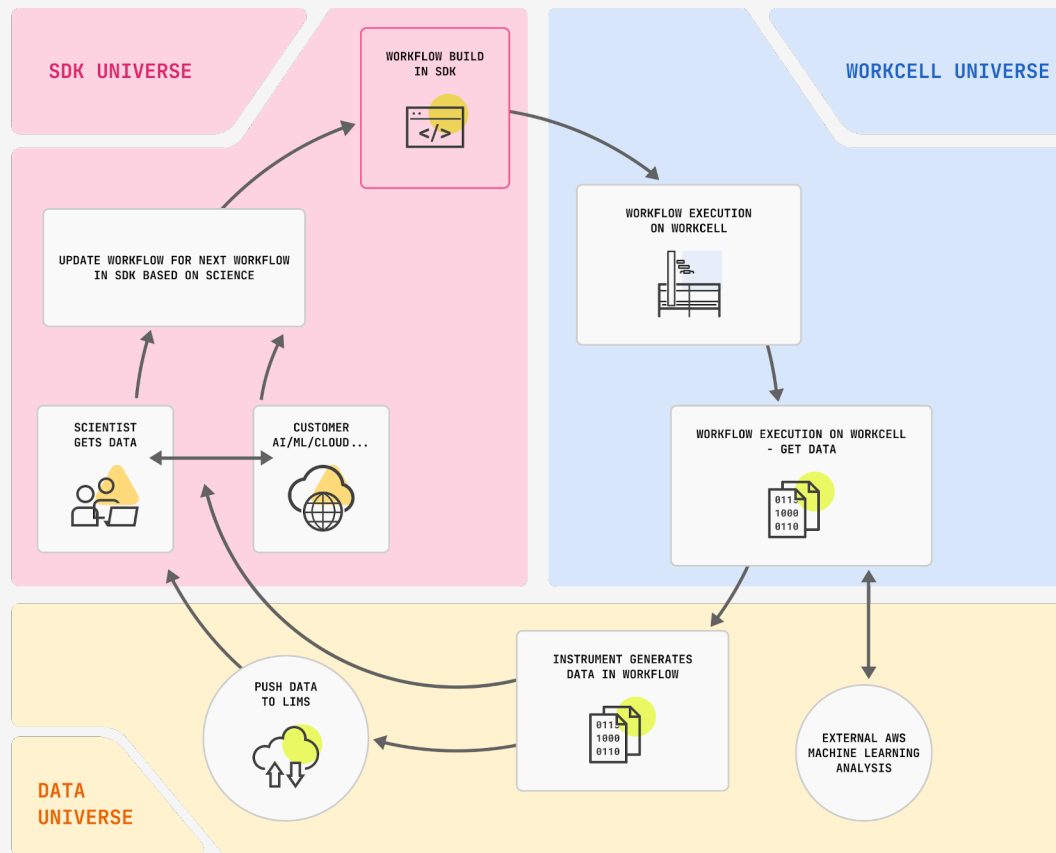 SDK UNIVERSE
WORKFLOW BUILD
IN SDK
</>
WORKCELL UNIVERSE
UPDATE WORKFLOW FOR NEXT WORKFLOW
IN SDK BASED ON SCIENCE
WORKFLOW EXECUTION
ON WORKCELL
SCIENTIST
GETS DATA
CUSTOMER
AI/ML/CLOUD...
WORKFLOW EXECUTION ON WORKCELL
- GET DATA
0115
1000
0110
INSTRUMENT GENERATES
DATA IN WORKFLOW
0115
1000
0110
PUSH DATA
TO LIMS
EXTERNAL AWS
MACHINE LEARNING
ANALYSIS
DATA
UNIVERSE